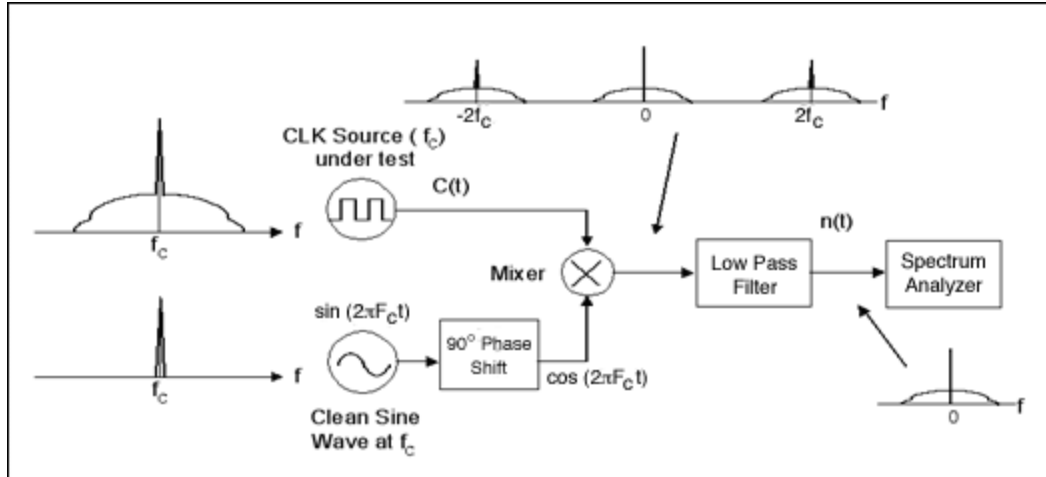 -2fC
0
2fC
f
CLK Source ( fC)
under test
C(t)
f
fC
n(t)
Mixer
Low Pass
Filter
Spectrum
Analyzer
sin (2πFCt)
90° Phase
Shift
cos (2πFCt)
f
fC
Clean Sine
Wave at fC
0
f